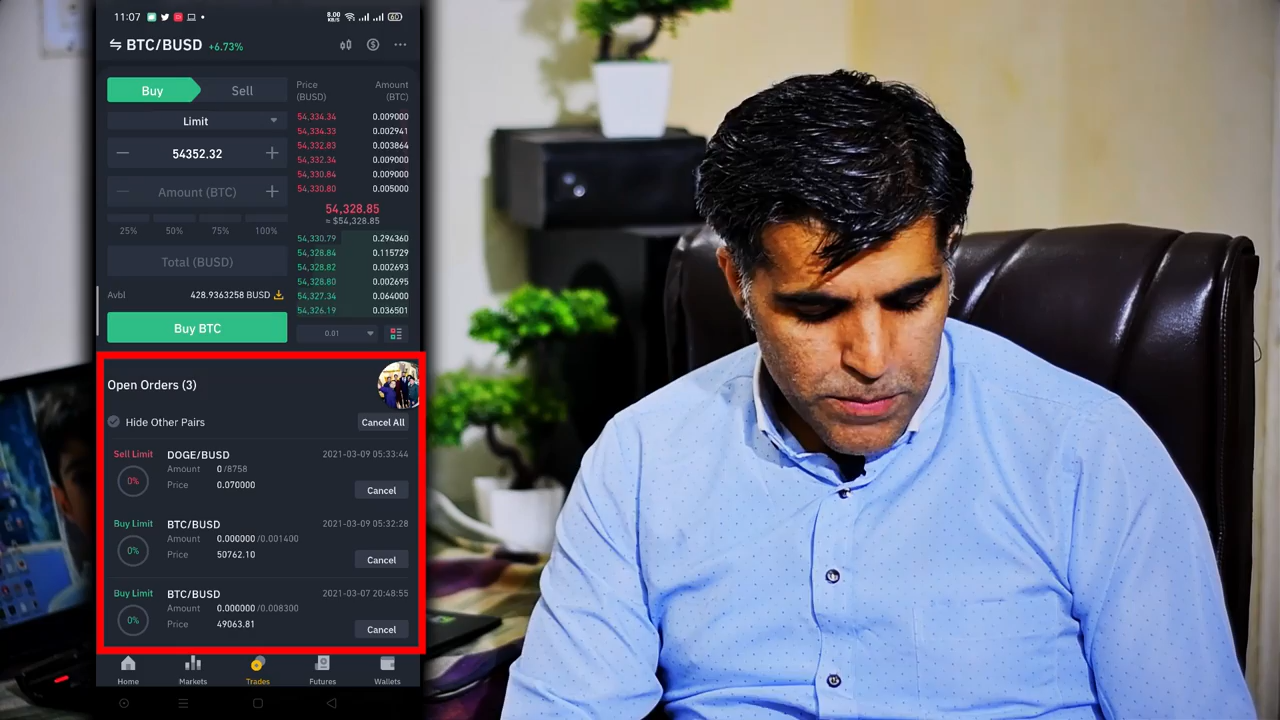 11:07
8.00 KB/S
60
BTC/BUSD +6.73%
Buy
Sell
Limit
54352.32
Amount (BTC)
25% 50% 75% 100%
Total (BUSD)
Avbl 428.9363258 BUSD
Buy BTC
Price (BUSD)
Amount (BTC)
54,334.34 0.009000
54,334.33 0.002941
54,332.83 0.003864
54,332.34 0.009000
54,330.84 0.009000
54,330.80 0.005000
54,328.85
≈ $54,328.85
54,330.79 0.294360
54,328.84 0.115729
54,328.82 0.002693
54,328.80 0.002695
54,327.34 0.064000
54,326.19 0.036501
0.01
Open Orders (3)
Hide Other Pairs
Cancel All
Sell Limit DOGE/BUSD 2021-03-09 05:33:44
0% Amount 0 /8758
Price 0.070000
Cancel
Buy Limit BTC/BUSD 2021-03-09 05:32:28
0% Amount 0.000000/0.001400
Price 50762.10
Cancel
Buy Limit BTC/BUSD 2021-03-07 20:48:55
0% Amount 0.000000/0.008300
Price 49063.81
Cancel
Home Markets Trades Futures Wallets